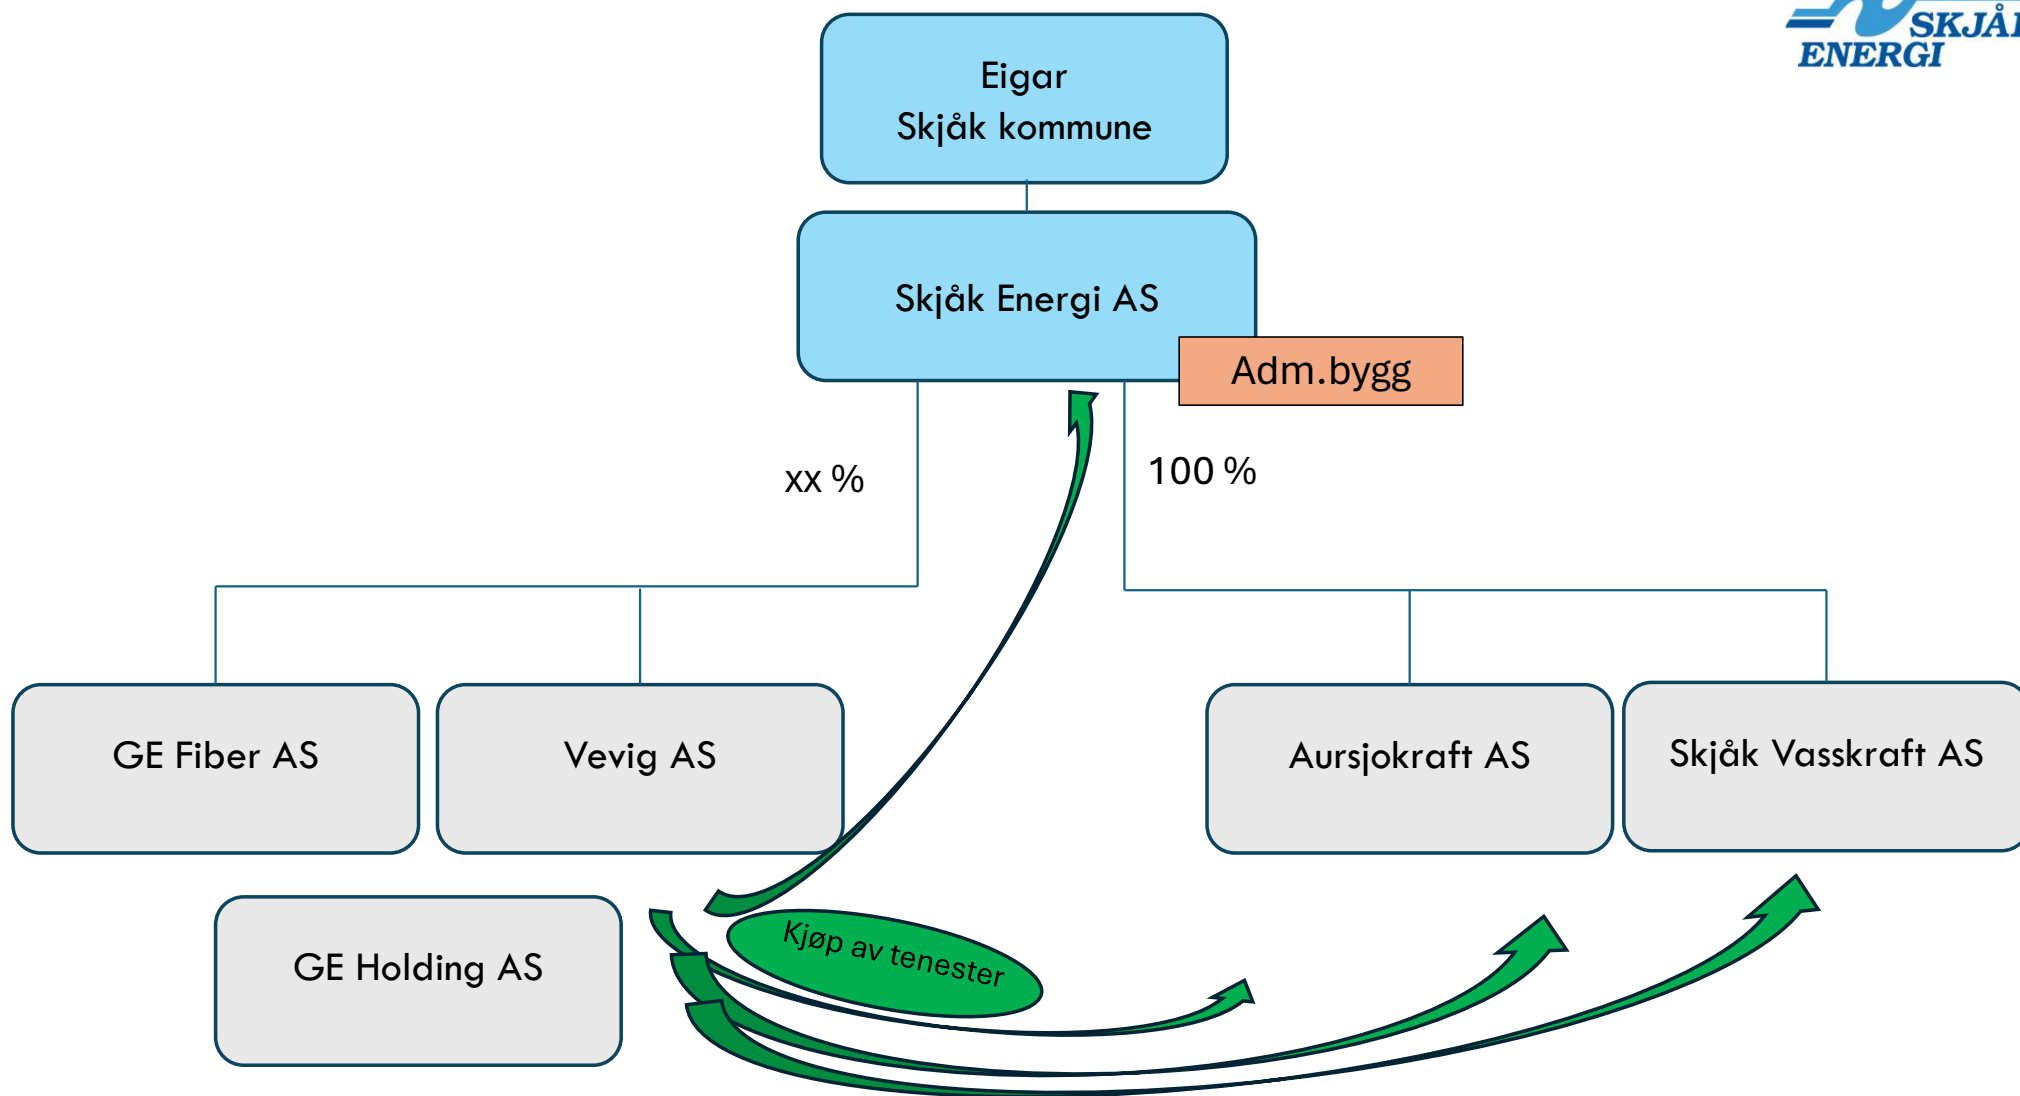 SKJÅK
ENERGI
Eigar
Skjåk kommune
Skjåk Energi AS
Adm.bygg
xx %
100 %
GE Fiber AS
Vevig AS
Aursjokraft AS
Skjåk Vasskraft AS
GE Holding AS
Kjøp av tenester